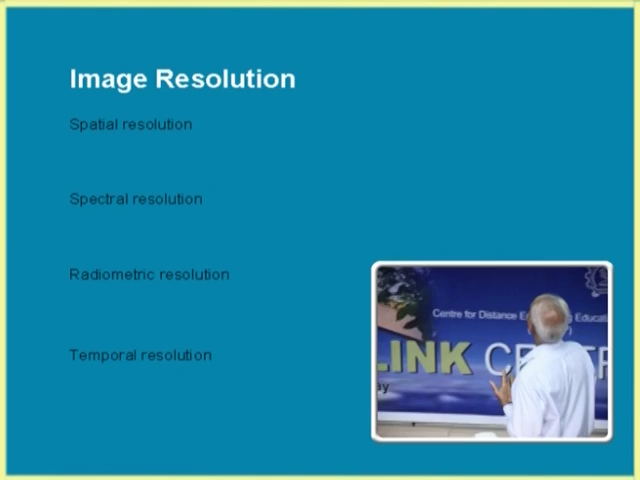 Image Resolution
Spatial resolution
Spectral resolution
Radiometric resolution
Temporal resolution
Centre for Distance
LINK